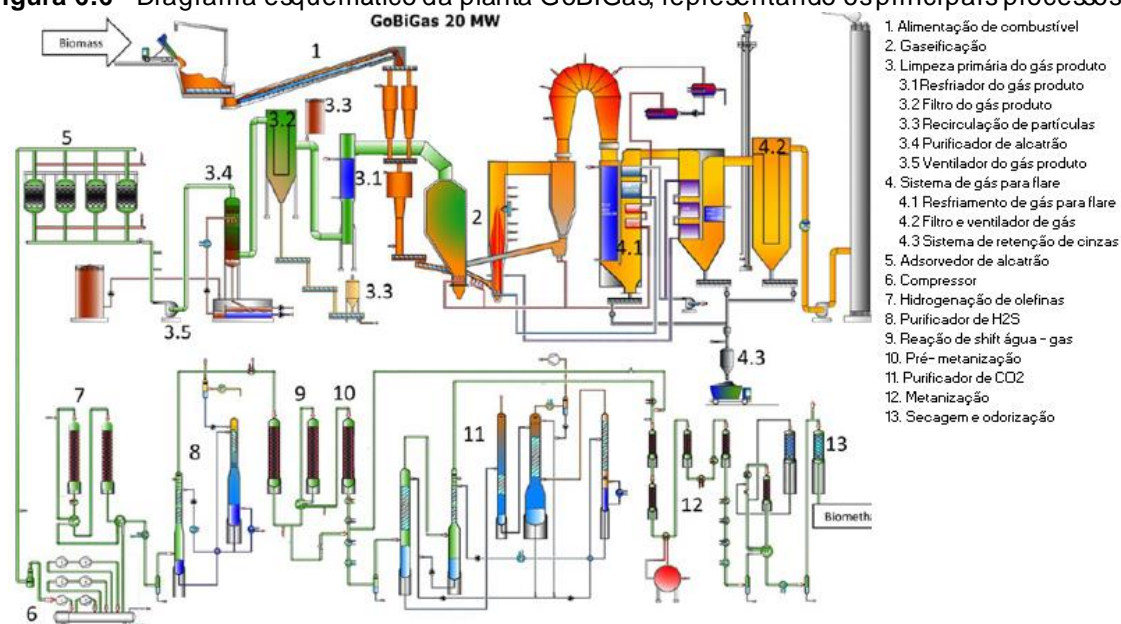 Diagrama esquemático da planta GoBiGas, representando os principais processos
GoBiGas 20 MW
Biomass
1
3.3
3.2
4.2
5
3.4
3.1
2
4.1
3.3
3.5
4.3
7
9
10
8
11
13
12
6
1. Alimentação de combustível
2. Gaseificação
3. Limpeza primária do gás produto
3.1Resfriador do gás produto
3.2 Filtro do gás produto
3.3 Recirculação de partículas
3.4 Purificador de alcatrão
3.5 Ventilador do gás produto
4. Sistema de gás para flare
4.1 Resfriamento de gás para flare
4.2 Filtro e ventilador de gás
4.3 Sistema de retenção de cinzas
5. Adsorvedor de alcatrão
6. Compressor
7. Hidrogenação de olefinas
8. Purificador de H2S
9. Reação de shift água - gas
10. Pré- metanização
11. Purificador de CO2
12. Metanização
13. Secagem e odorização